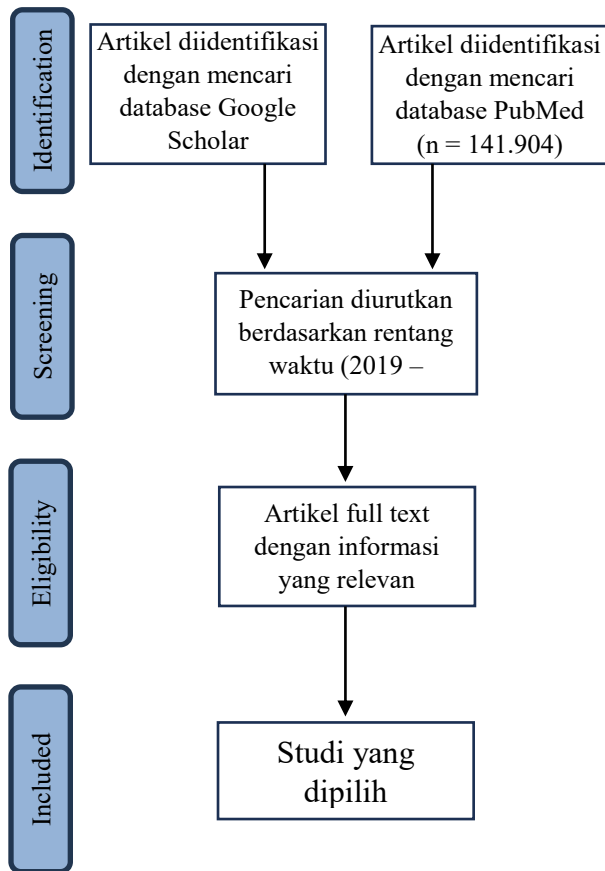 Identification
Artikel diidentifikasi
dengan mencari
database Google
Scholar
Artikel diidentifikasi
dengan mencari
database PubMed
(n = 141.904)
Screening
Pencarian diurutkan
berdasarkan rentang
waktu (2019 –
Eligibility
Artikel full text
dengan informasi
yang relevan
Included
Studi yang
dipilih